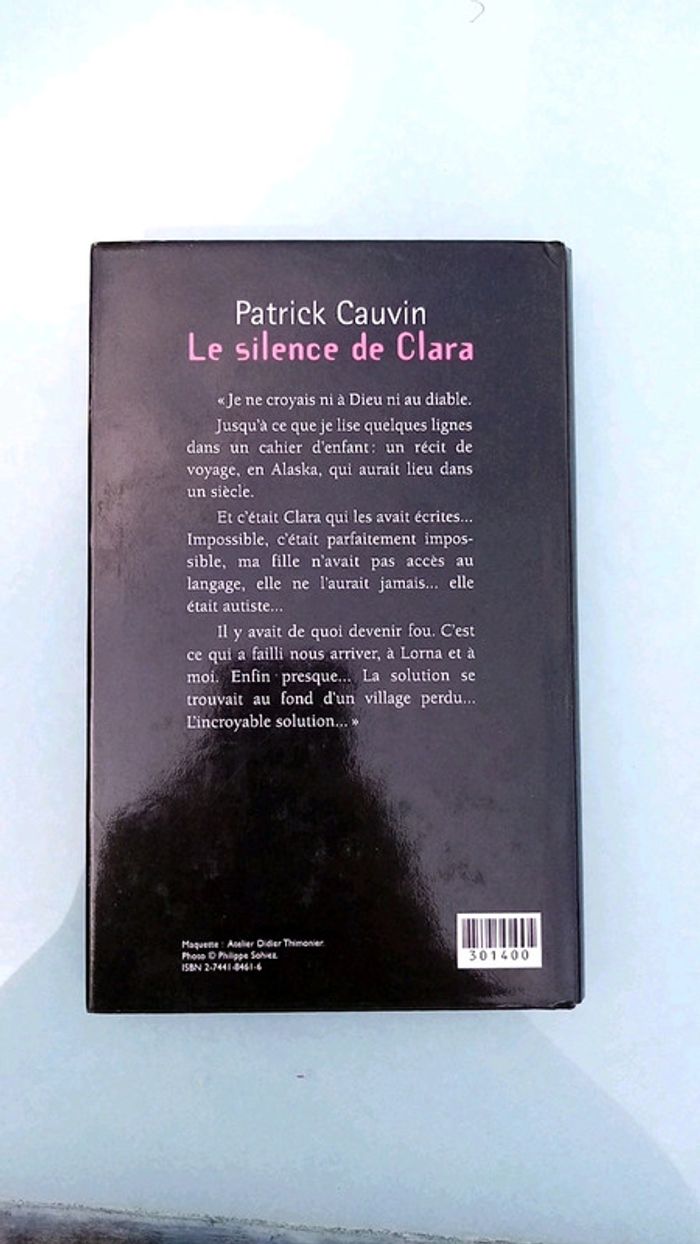 Patrick Cauvin
Le silence de Clara
« Je ne croyais ni à Dieu ni au diable.
Jusqu'à ce que je lise quelques lignes
dans un cahier d'enfant : un récit de
voyage, en Alaska, qui aurait lieu dans
un siècle.
Et c'était Clara qui les avait écrites...
Impossible, c'était parfaitement impos-
sible, ma fille n'avait pas accès au
langage, elle ne l'aurait jamais... elle
était autiste...
Il y avait de quoi devenir fou. C'est
ce qui a failli nous arriver, à Lorna et à
moi. Enfin presque... La solution se
trouvait au fond d'un village perdu...
L'incroyable solution... »
Maquette : Atelier Didier Thimonier.
Photo © Philippe Sohiez.
ISBN 2-7441-8461-6
301400